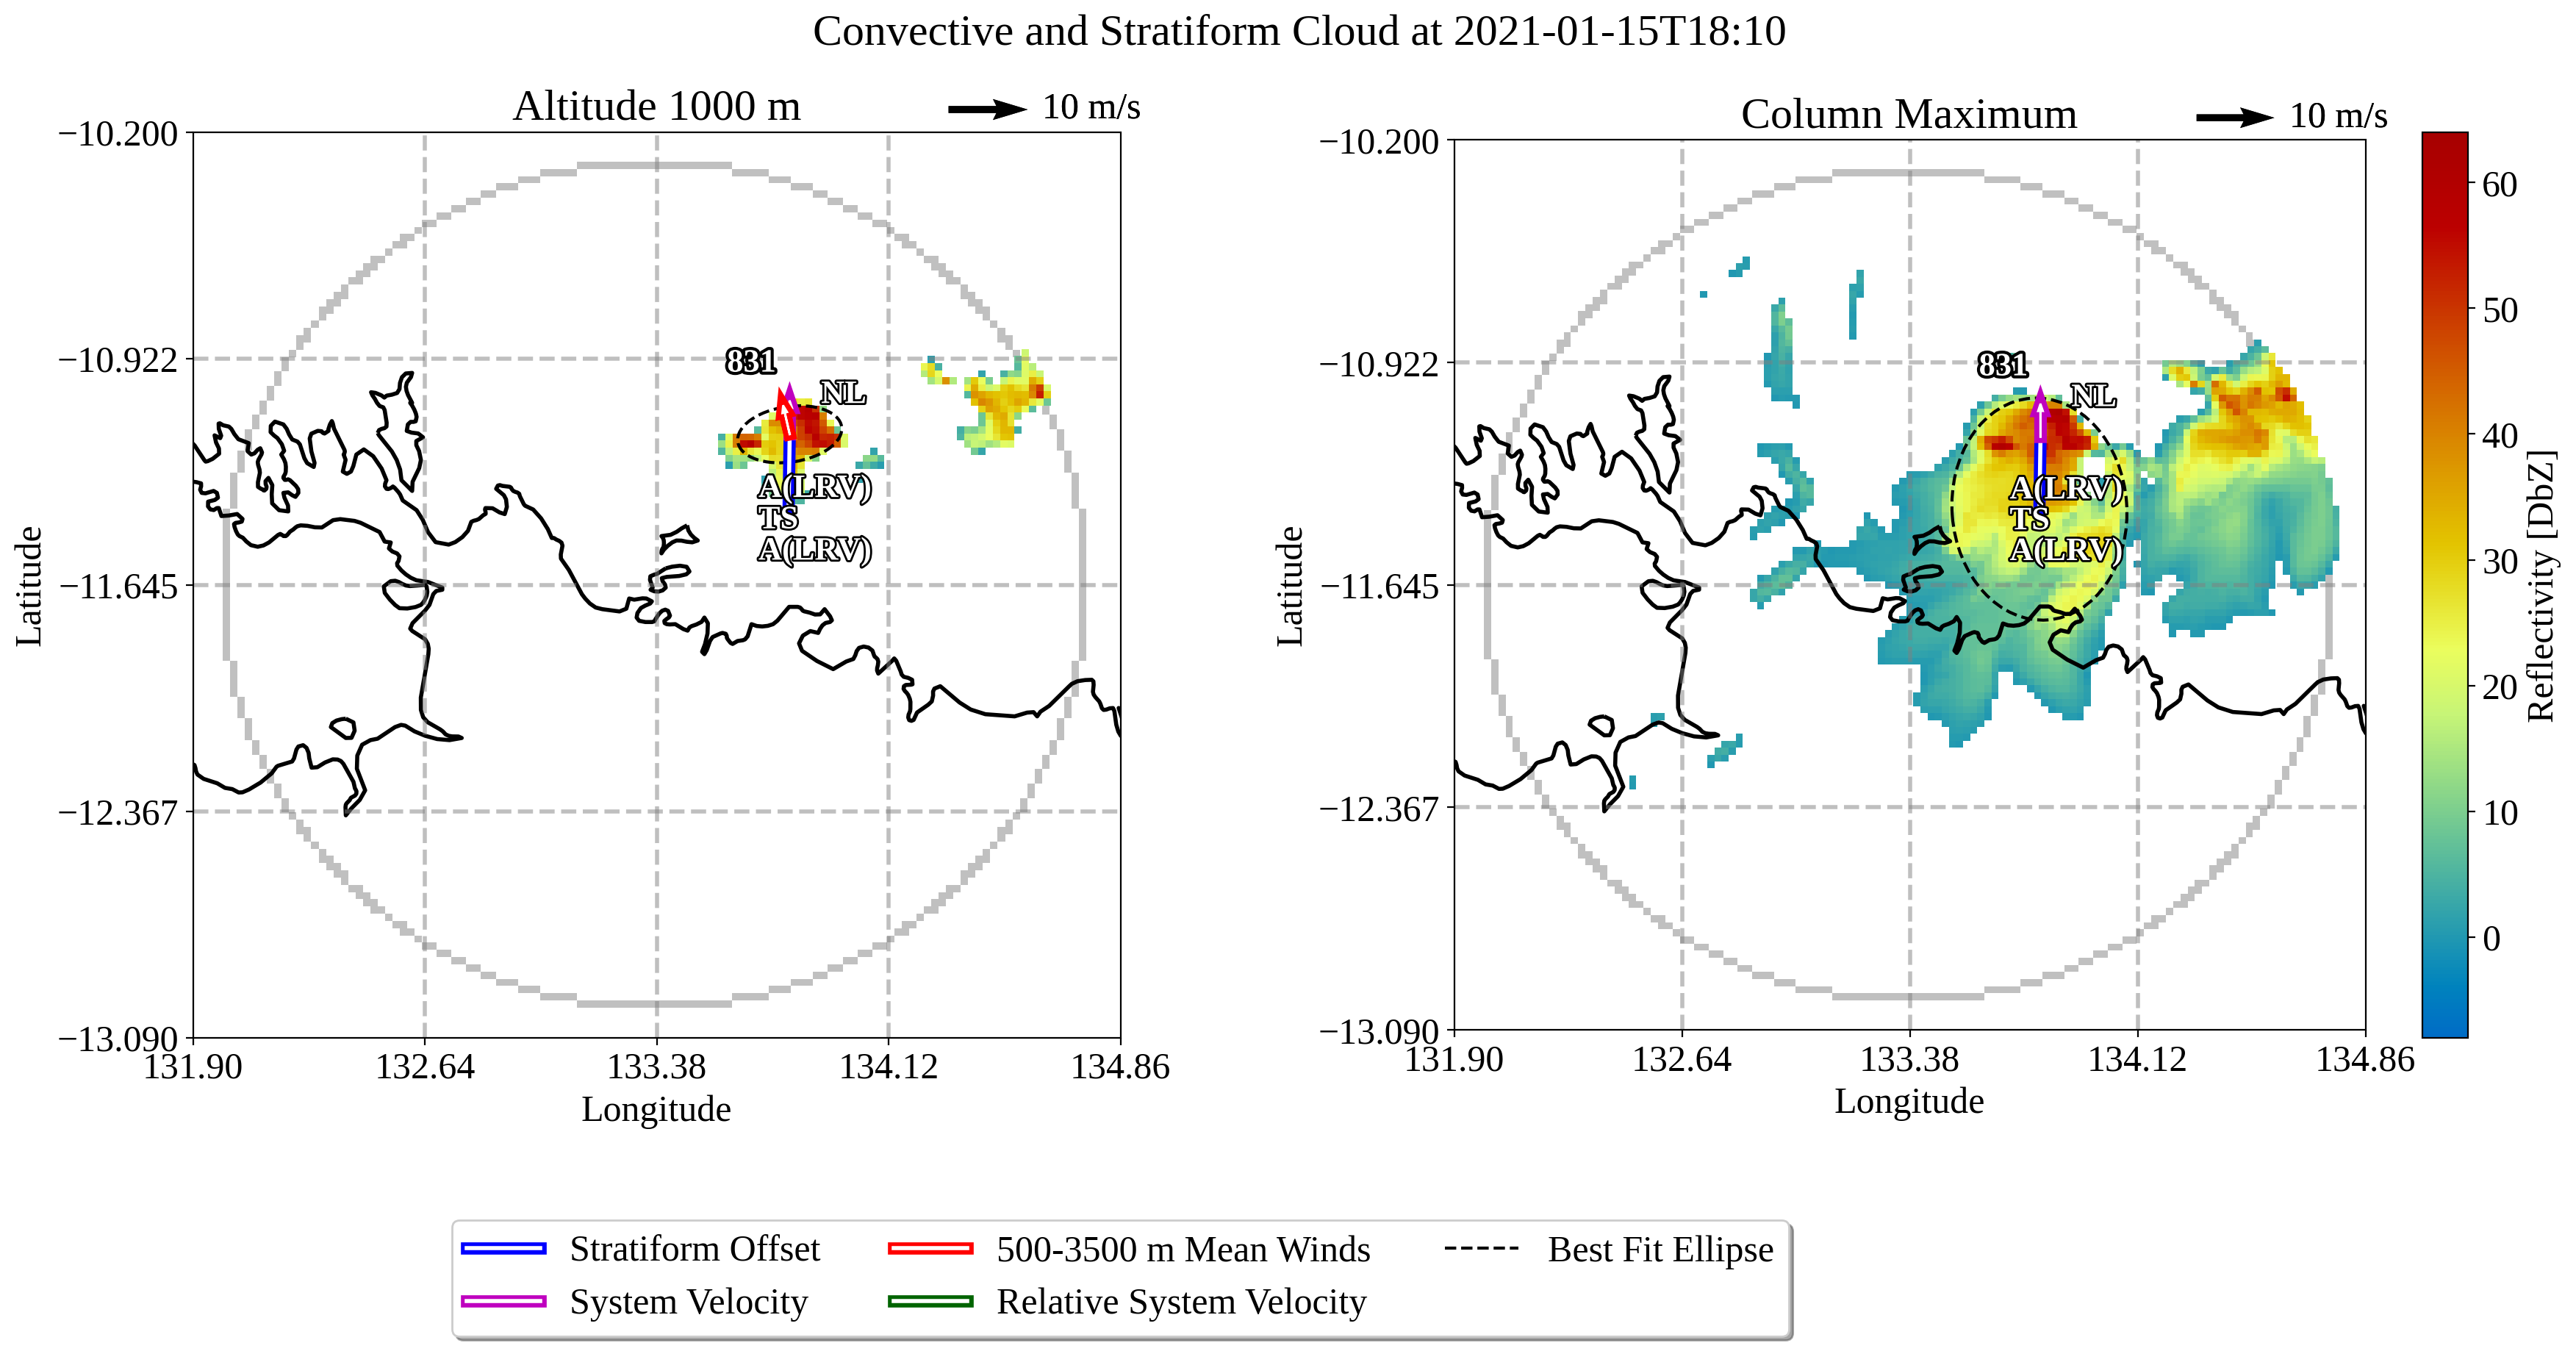 Convective and Stratiform Cloud at 2021-01-15T18:10
Altitude 1000 m
10 m/s
−10.200
−10.922
−11.645
−12.367
−13.090
131.90
132.64
133.38
134.12
134.86
Latitude
Longitude
831
NL
A(LRV)
TS
A(LRV)
Column Maximum
10 m/s
−10.200
−10.922
−11.645
−12.367
−13.090
131.90
132.64
133.38
134.12
134.86
Latitude
Longitude
831
NL
A(LRV)
TS
A(LRV)
60
50
40
30
20
10
0
Reflectivity [DbZ]
Stratiform Offset
500-3500 m Mean Winds
Best Fit Ellipse
System Velocity
Relative System Velocity